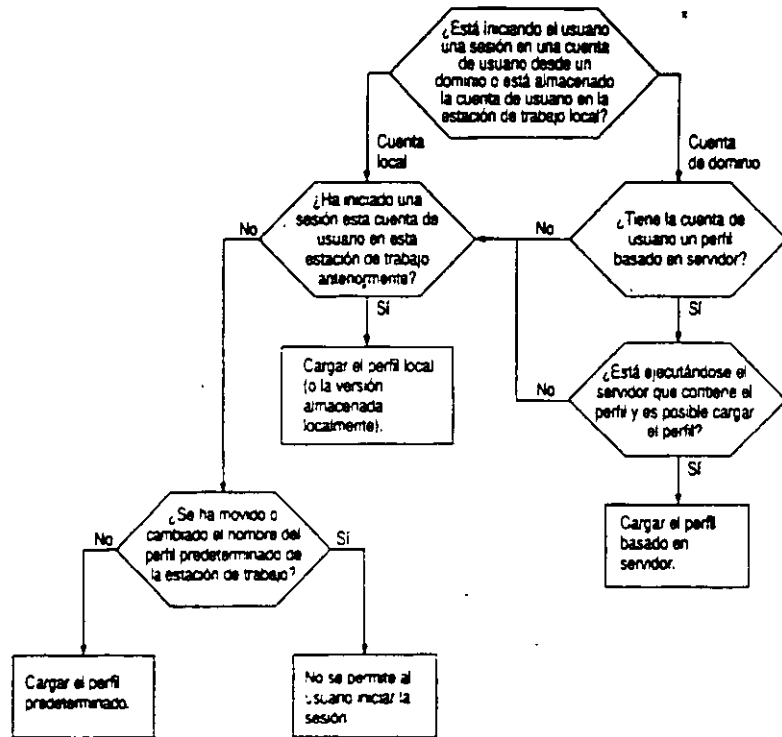 ¿Está iniciando el usuario
una sesión en una cuenta
de usuario desde un
dominio o está almacenado
la cuenta de usuario en la
estación de trabajo local?
Cuenta
local
Cuenta
de dominio
¿Ha iniciado una
sesión esta cuenta de
usuario en esta
estación de trabajo
anteriormente?
No
¿Tiene la cuenta de
usuario un perfil
basado en servidor?
No
Sí
Sí
Cargar el perfil local
(o la versión
almacenada
localmente).
¿Está ejecutándose el
servidor que contiene el
perfil y es posible cargar
el perfil?
No
Sí
Cargar el perfil
basado en
servidor.
¿Se ha movido o
cambiado el nombre del
perfil predeterminado de
la estación de trabajo?
No
Sí
Cargar el perfil
predeterminado.
No se permite al
usuario iniciar la
sesión